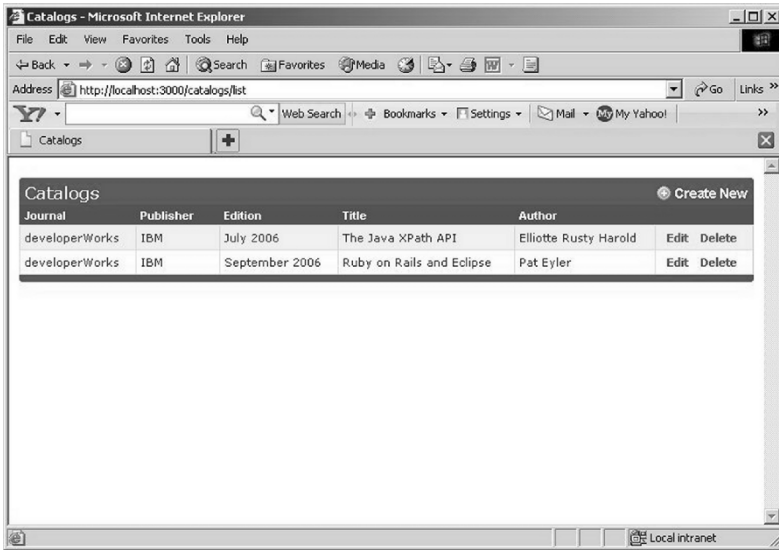 Catalogs - Microsoft Internet Explorer
File Edit View Favorites Tools Help
Back Search Favorites Media W
Address http://localhost:3000/catalogs/list Go Links »
Y7 Web Search Bookmarks Settings Mail My My Yahoo! »
Catalogs
Catalogs Create New
Journal Publisher Edition Title Author
developerWorks IBM July 2006 The Java XPath API Elliotte Rusty Harold Edit Delete
developerWorks IBM September 2006 Ruby on Rails and Eclipse Pat Eyler Edit Delete
Local intranet